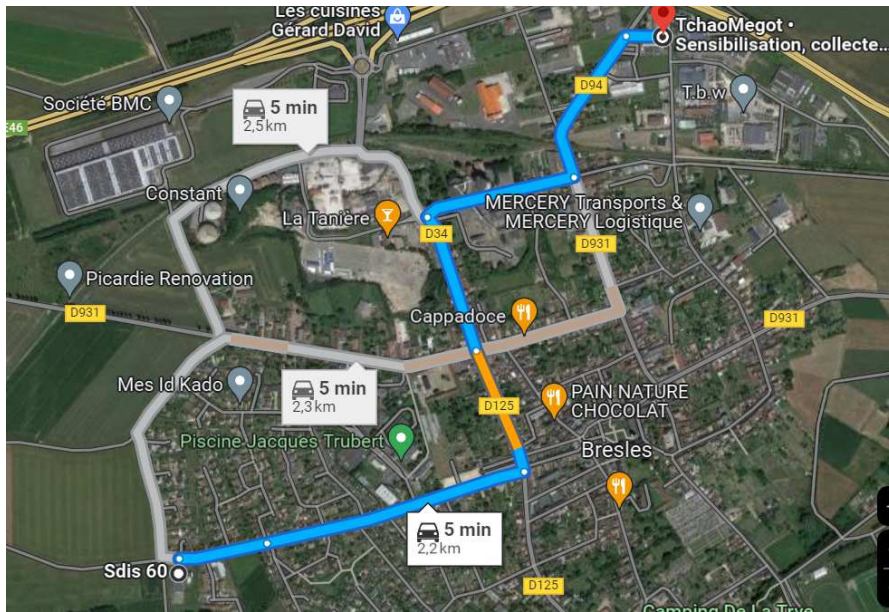 Les cuisines
Gérard David
TchaoMegot •
Sensibilisation, collecte...
D94
T.b.w
Société BMC
5 min
2,5 km
E46
Constant
MERCERY Transports &
MERCERY Logistique
La Tanière
D34
D931
Picardie Renovation
D931
Cappadoce
D931
Mes Id Kado
5 min
2,3 km
PAIN NATURE
CHOCOLAT
D125
Piscine Jacques Trubert
Bresles
5 min
2,2 km
Sdis 60
D125
Camping De La Trye